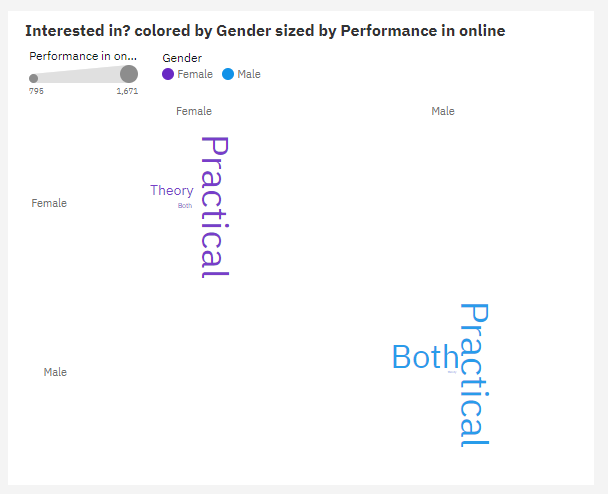 Interested in? colored by Gender sized by Performance in online
Performance in on...
Gender
796
1,671
Female
Male
Female
Male
Female
Theory
Both
Practical
Male
Both
Practical